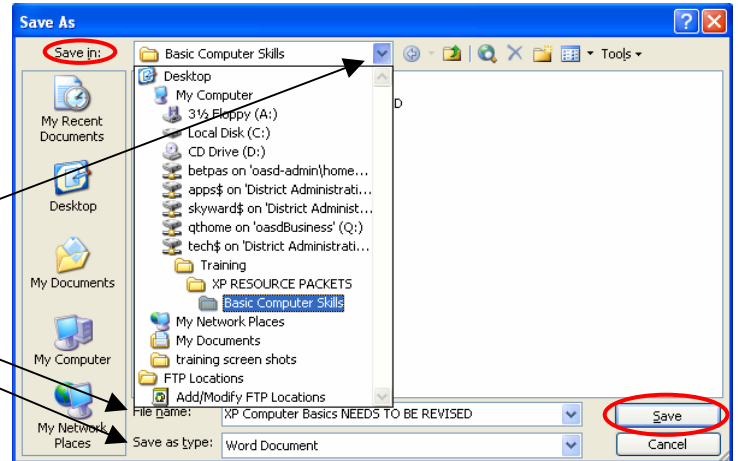 Save As
Save in: Basic Computer Skills Tools
Desktop
My Computer
3½ Floppy (A:)
Local Disk (C:)
CD Drive (D:)
betpas on 'oasd-admin\home...
apps$ on 'District Administrati...
skyward$ on 'District Administ...
qthome on 'oasdBusiness' (Q:)
tech$ on 'District Administrati...
Training
XP RESOURCE PACKETS
Basic Computer Skills
My Network Places
My Documents
training screen shots
FTP Locations
Add/Modify FTP Locations
D
My Recent
Documents
Desktop
My Documents
My Computer
My Network
Places
File name: XP Computer Basics NEEDS TO BE REVISED Save
Save as type: Word Document Cancel